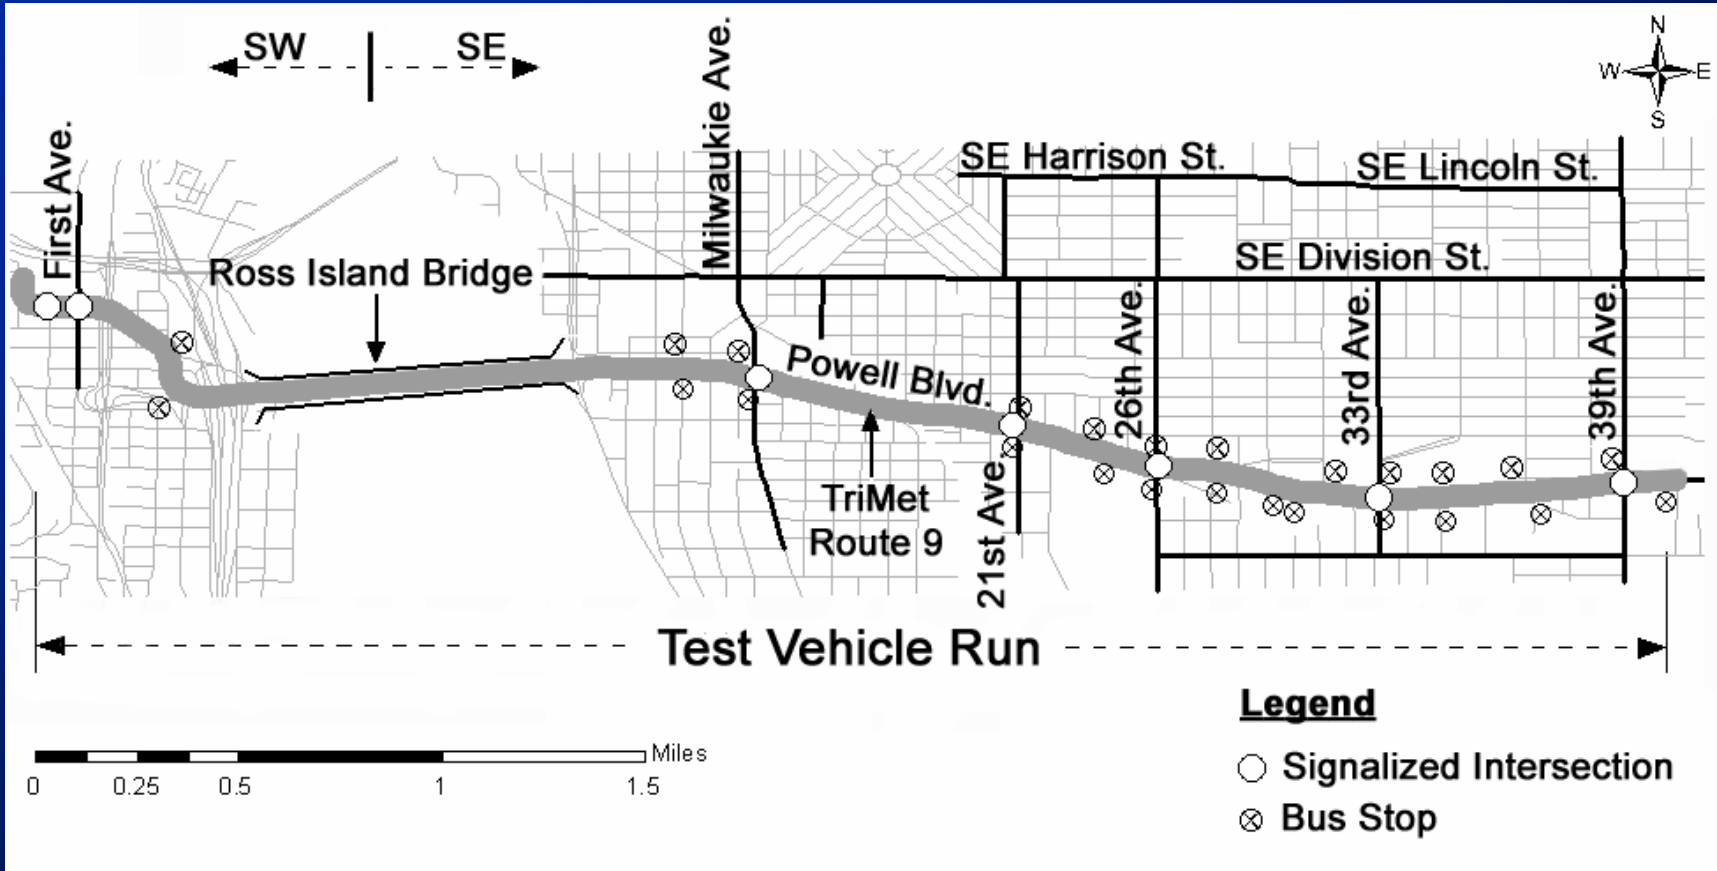 SW
SE
N
W
E
S
First Ave.
Milwaukie Ave.
SE Harrison St.
SE Lincoln St.
SE Division St.
Ross Island Bridge
Powell Blvd.
26th Ave.
33rd Ave.
39th Ave.
21st Ave.
TriMet
Route 9
Test Vehicle Run
Legend
Signalized Intersection
Bus Stop
Miles
0 0.25 0.5 1 1.5